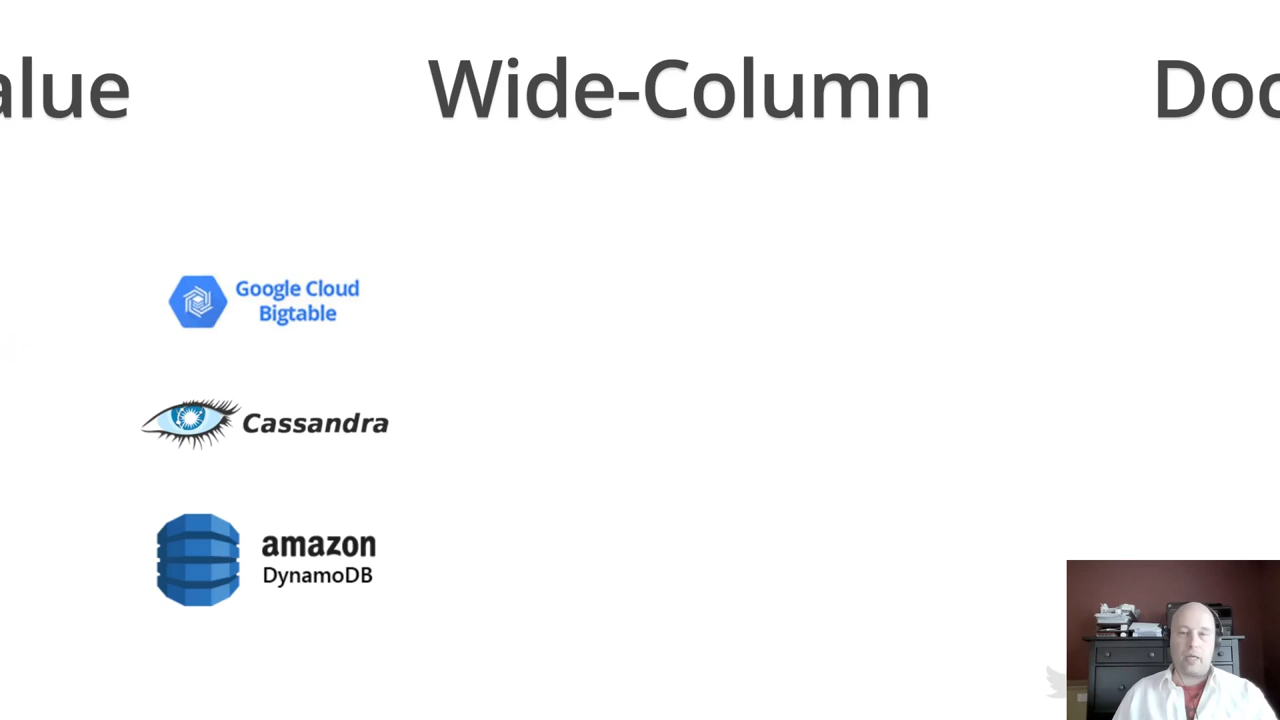 alue
Wide-Column
Doc
Google Cloud
Bigtable
Cassandra
amazon
DynamoDB